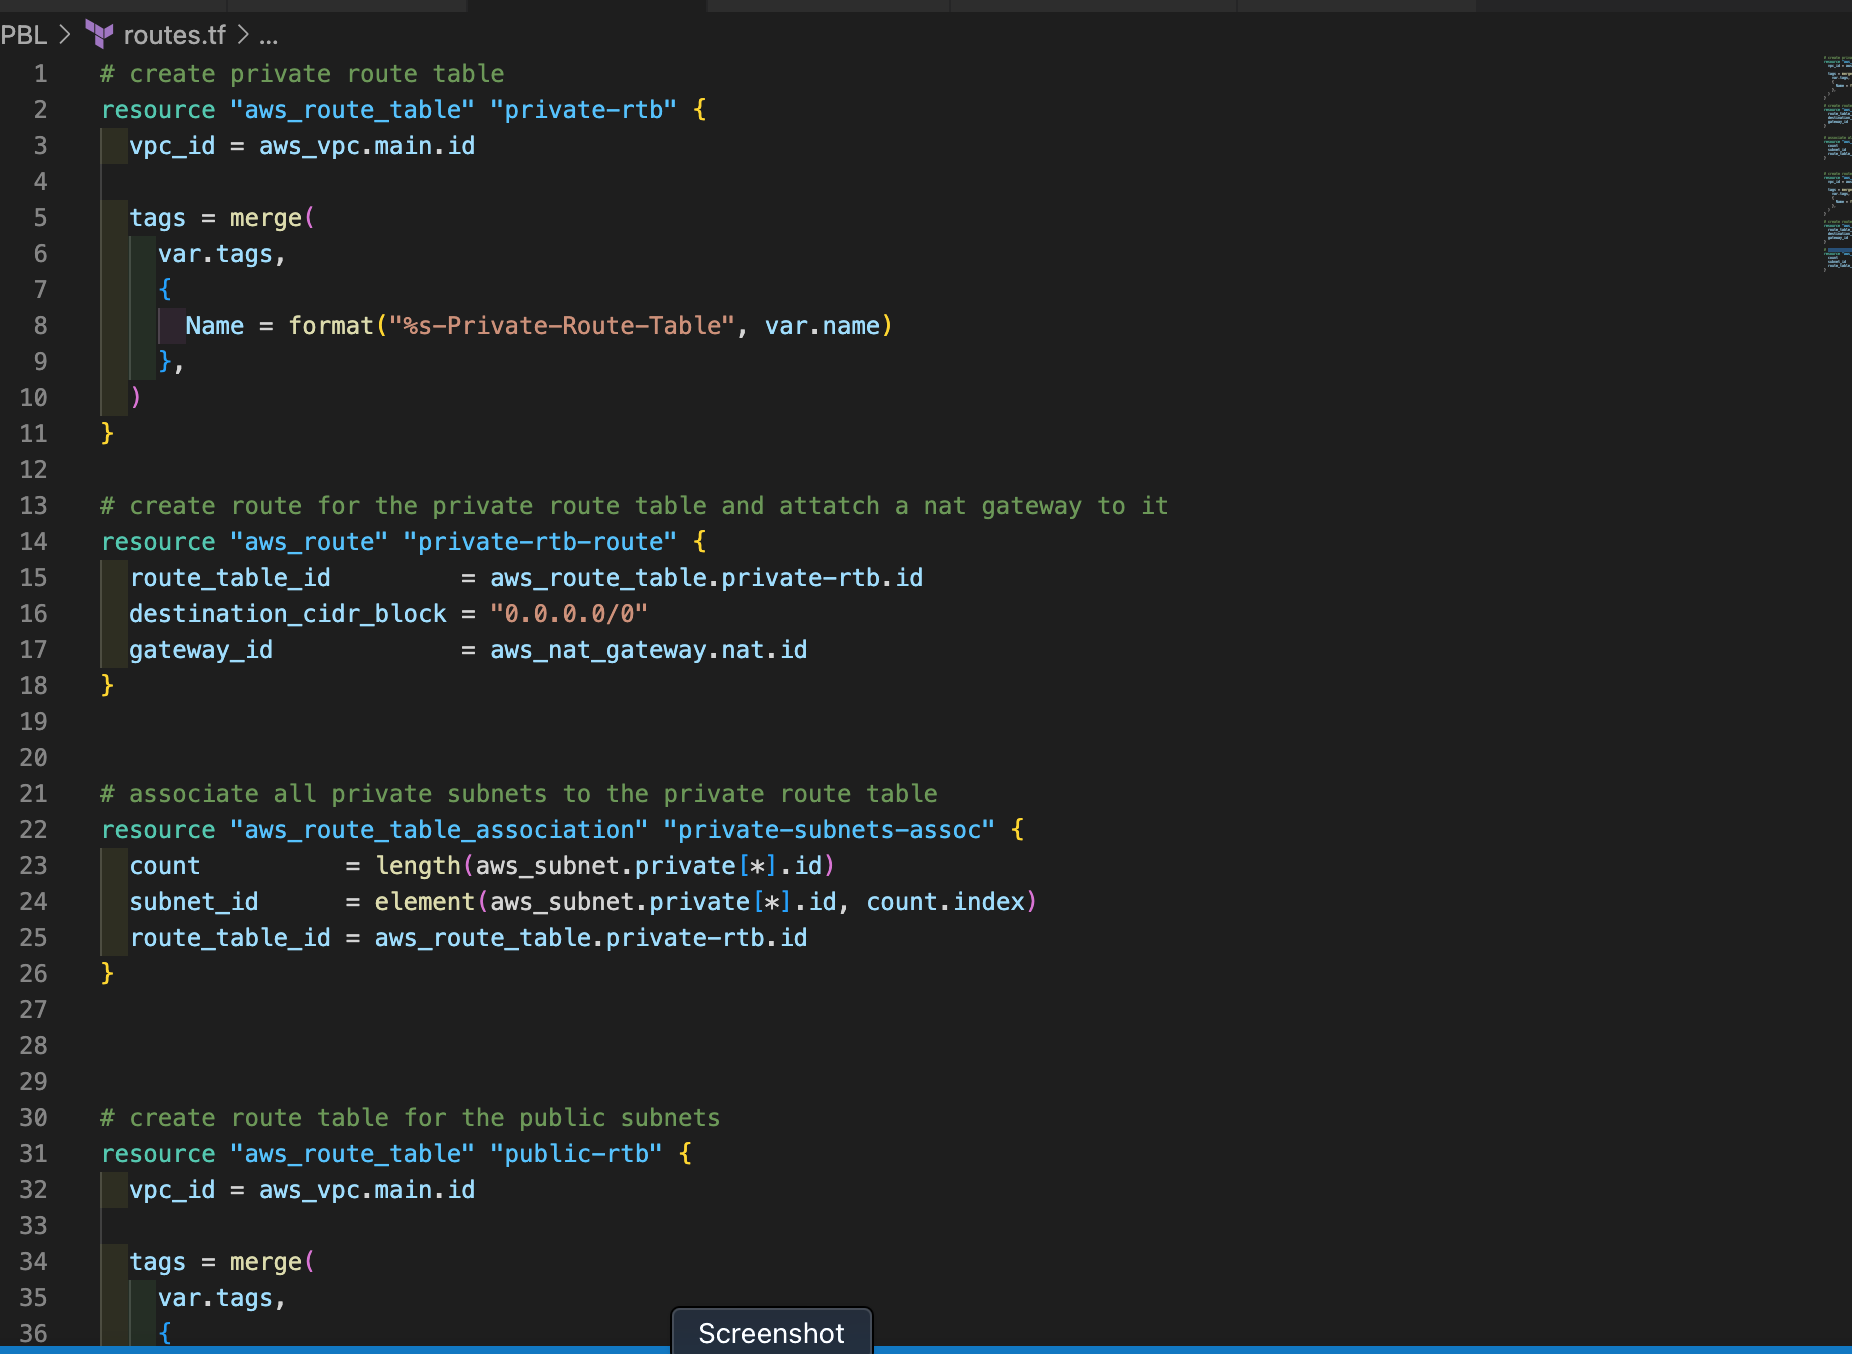 PBL > routes.tf > ...
1 # create private route table
2 resource "aws_route_table" "private-rtb" {
3 vpc_id = aws_vpc.main.id
4
5 tags = merge(
6 var.tags,
7 {
8 Name = format("%s-Private-Route-Table", var.name)
9 },
10 )
11 }
12
13 # create route for the private route table and attatch a nat gateway to it
14 resource "aws_route" "private-rtb-route" {
15 route_table_id = aws_route_table.private-rtb.id
16 destination_cidr_block = "0.0.0.0/0"
17 gateway_id = aws_nat_gateway.nat.id
18 }
19
20
21 # associate all private subnets to the private route table
22 resource "aws_route_table_association" "private-subnets-assoc" {
23 count = length(aws_subnet.private[*].id)
24 subnet_id = element(aws_subnet.private[*].id, count.index)
25 route_table_id = aws_route_table.private-rtb.id
26 }
27
28
29
30 # create route table for the public subnets
31 resource "aws_route_table" "public-rtb" {
32 vpc_id = aws_vpc.main.id
33
34 tags = merge(
35 var.tags,
36 {
Screenshot